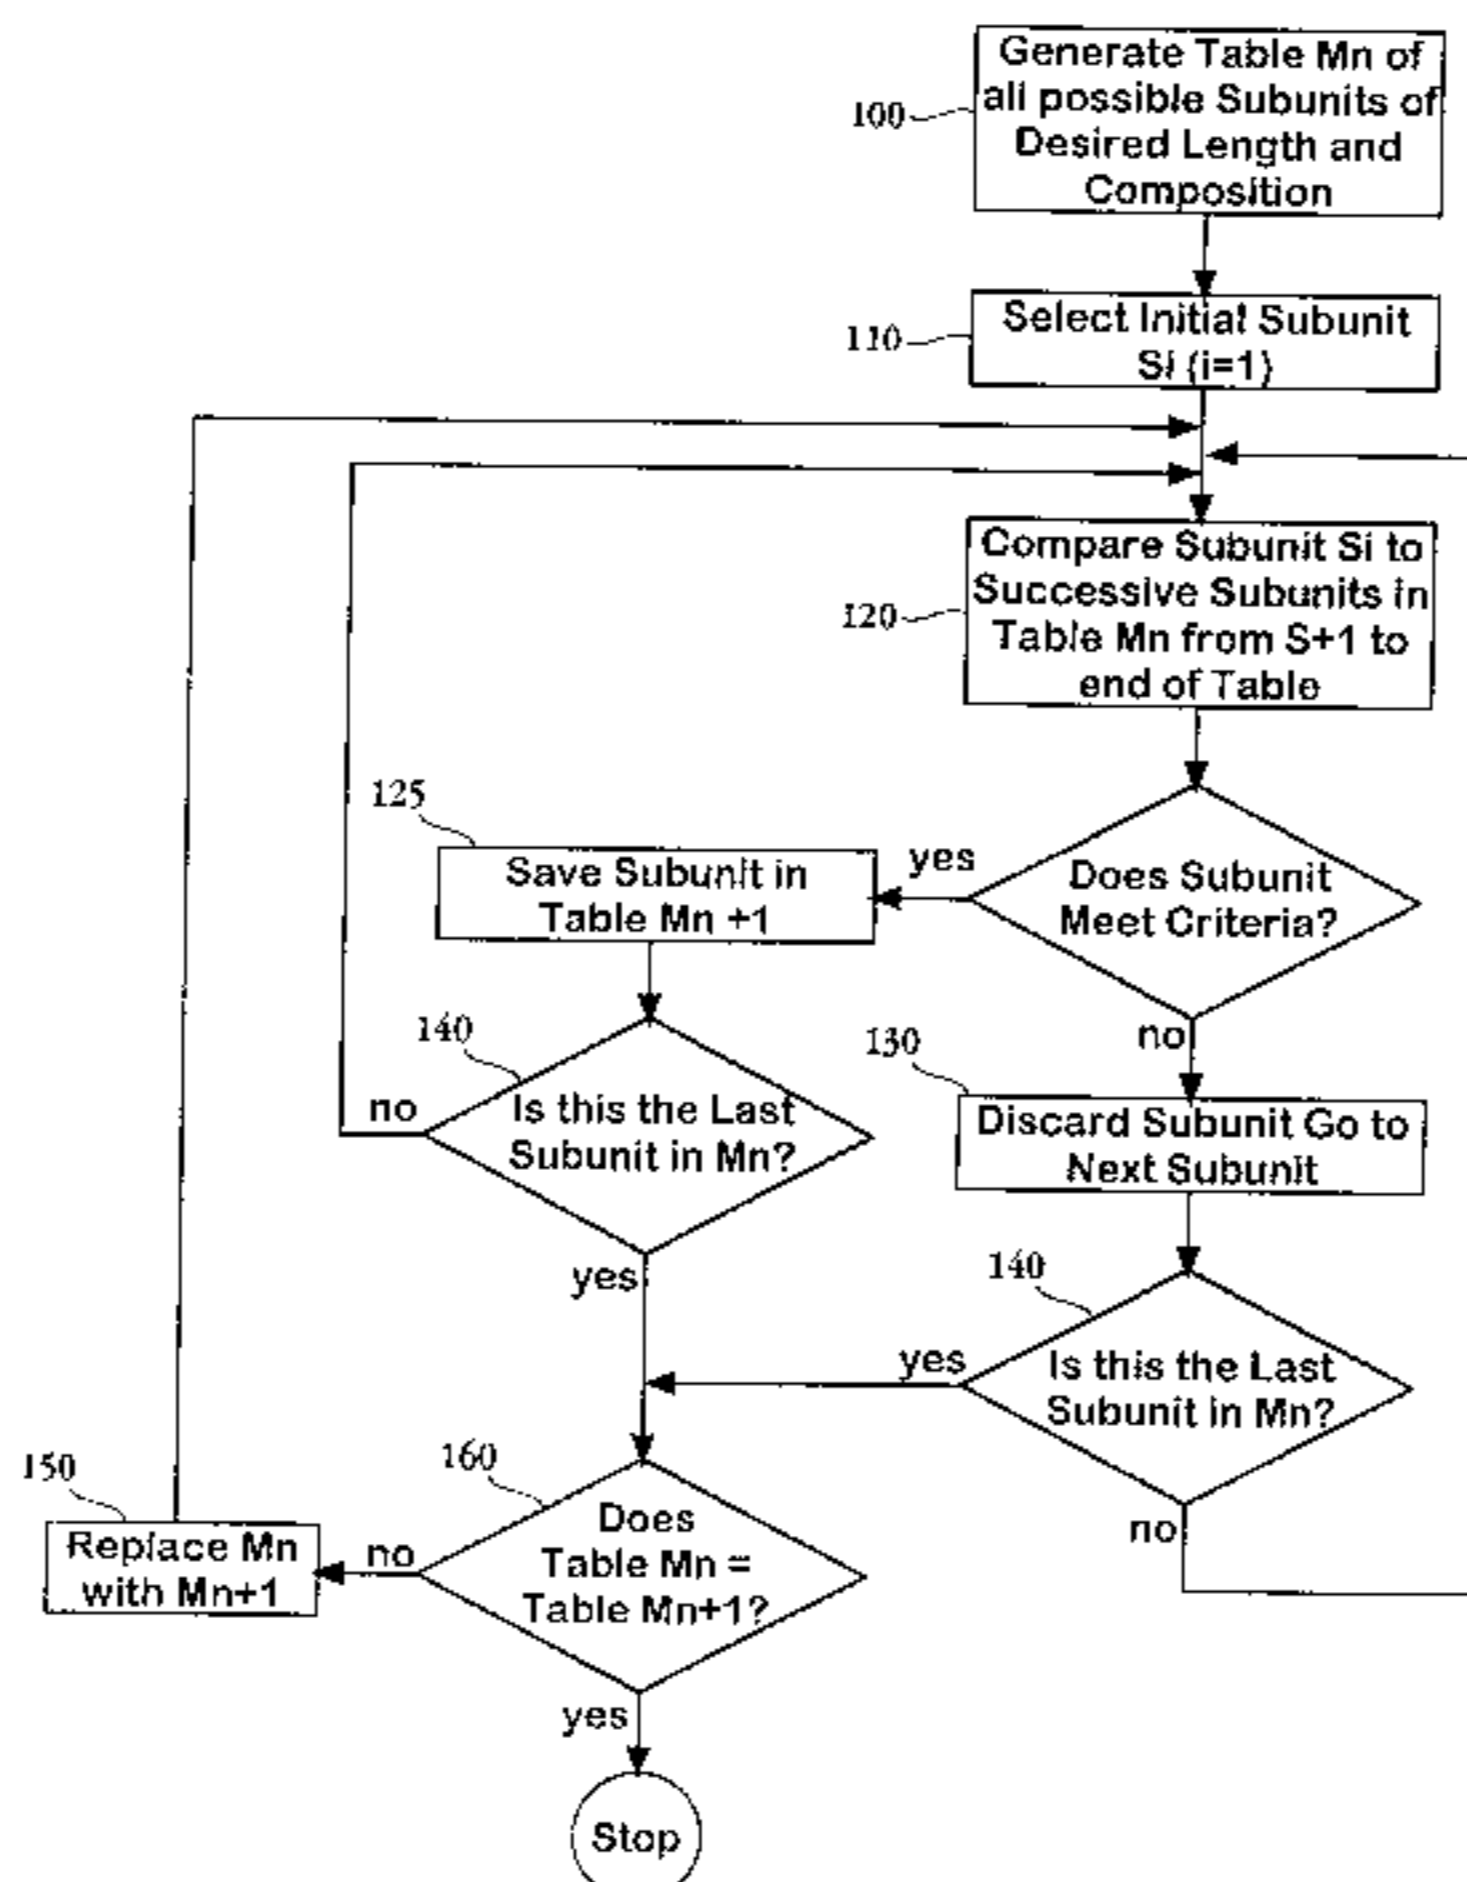 Generate Table Mn of
all possible Subunits of
Desired Length and
Composition
100
Select Initial Subunit
Si (i=1)
110
Compare Subunit Si to
Successive Subunits in
Table Mn from S+1 to
end of Table
120
Does Subunit
Meet Criteria?
yes
no
125
Save Subunit in
Table Mn +1
140
Is this the Last
Subunit in Mn?
no
yes
130
Discard Subunit Go to
Next Subunit
140
Is this the Last
Subunit in Mn?
yes
no
160
Does
Table Mn =
Table Mn+1?
no
yes
150
Replace Mn
with Mn+1
Stop